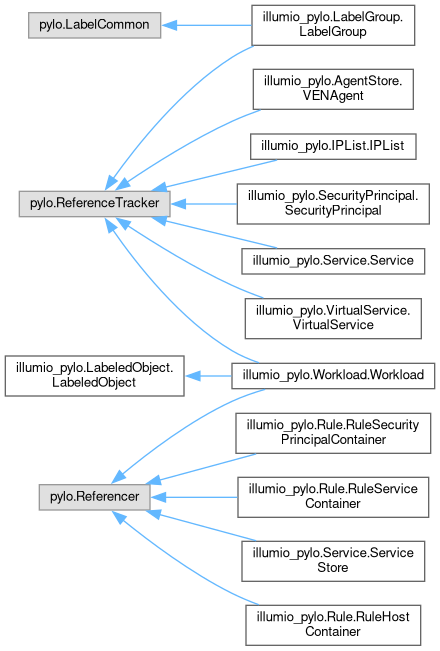 pylo.LabelCommon
illumio_pylo.LabelGroup.
LabelGroup
illumio_pylo.AgentStore.
VENAgent
illumio_pylo.IPList.IPList
pylo.ReferenceTracker
illumio_pylo.SecurityPrincipal.
SecurityPrincipal
illumio_pylo.Service.Service
illumio_pylo.VirtualService.
VirtualService
illumio_pylo.LabeledObject.
LabeledObject
illumio_pylo.Workload.Workload
illumio_pylo.Rule.RuleSecurity
PrincipalContainer
pylo.Referencer
illumio_pylo.Rule.RuleService
Container
illumio_pylo.Service.Service
Store
illumio_pylo.Rule.RuleHost
Container